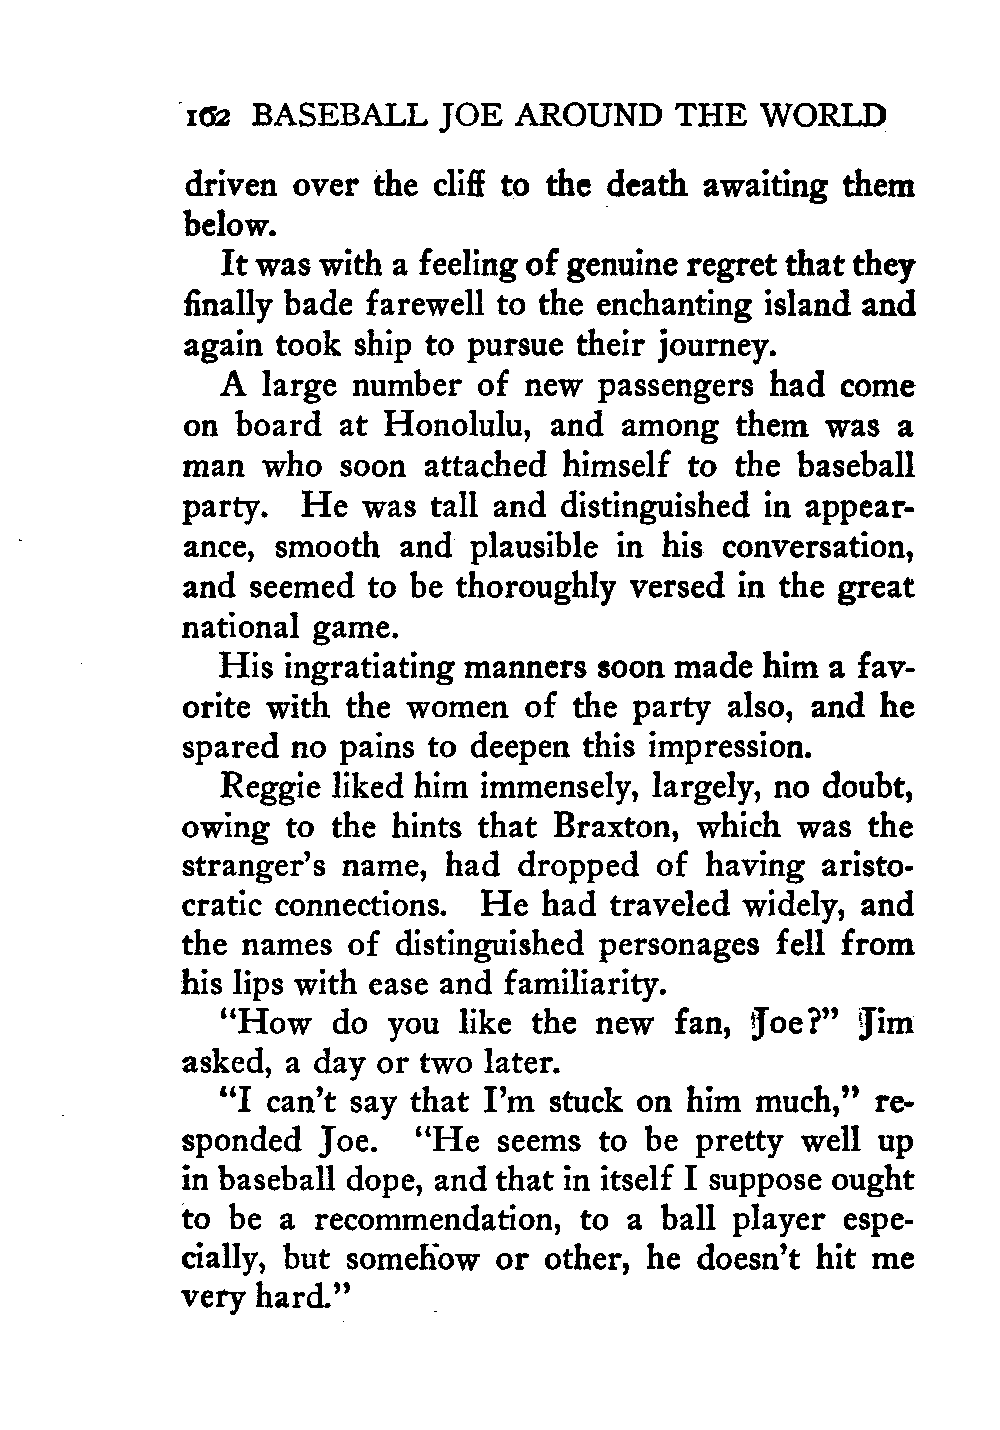 162 BASEBALL JOE AROUND THE WORLD
driven over the cliff to the death awaiting them
below.
It was with a feeling of genuine regret that they
finally bade farewell to the enchanting island and
again took ship to pursue their journey.
A large number of new passengers had come
on board at Honolulu, and among them was a
man who soon attached himself to the baseball
party. He was tall and distinguished in appear-
ance, smooth and plausible in his conversation,
and seemed to be thoroughly versed in the great
national game.
His ingratiating manners soon made him a fav-
orite with the women of the party also, and he
spared no pains to deepen this impression.
Reggie liked him immensely, largely, no doubt,
owing to the hints that Braxton, which was the
stranger's name, had dropped of having aristo-
cratic connections. He had traveled widely, and
the names of distinguished personages fell from
his lips with ease and familiarity.
"How do you like the new fan, Joe?" Jim
asked, a day or two later.
"I can't say that I'm stuck on him much," re-
sponded Joe. "He seems to be pretty well up
in baseball dope, and that in itself I suppose ought
to be a recommendation, to a ball player espe-
cially, but somehow or other, he doesn't hit me
very hard."